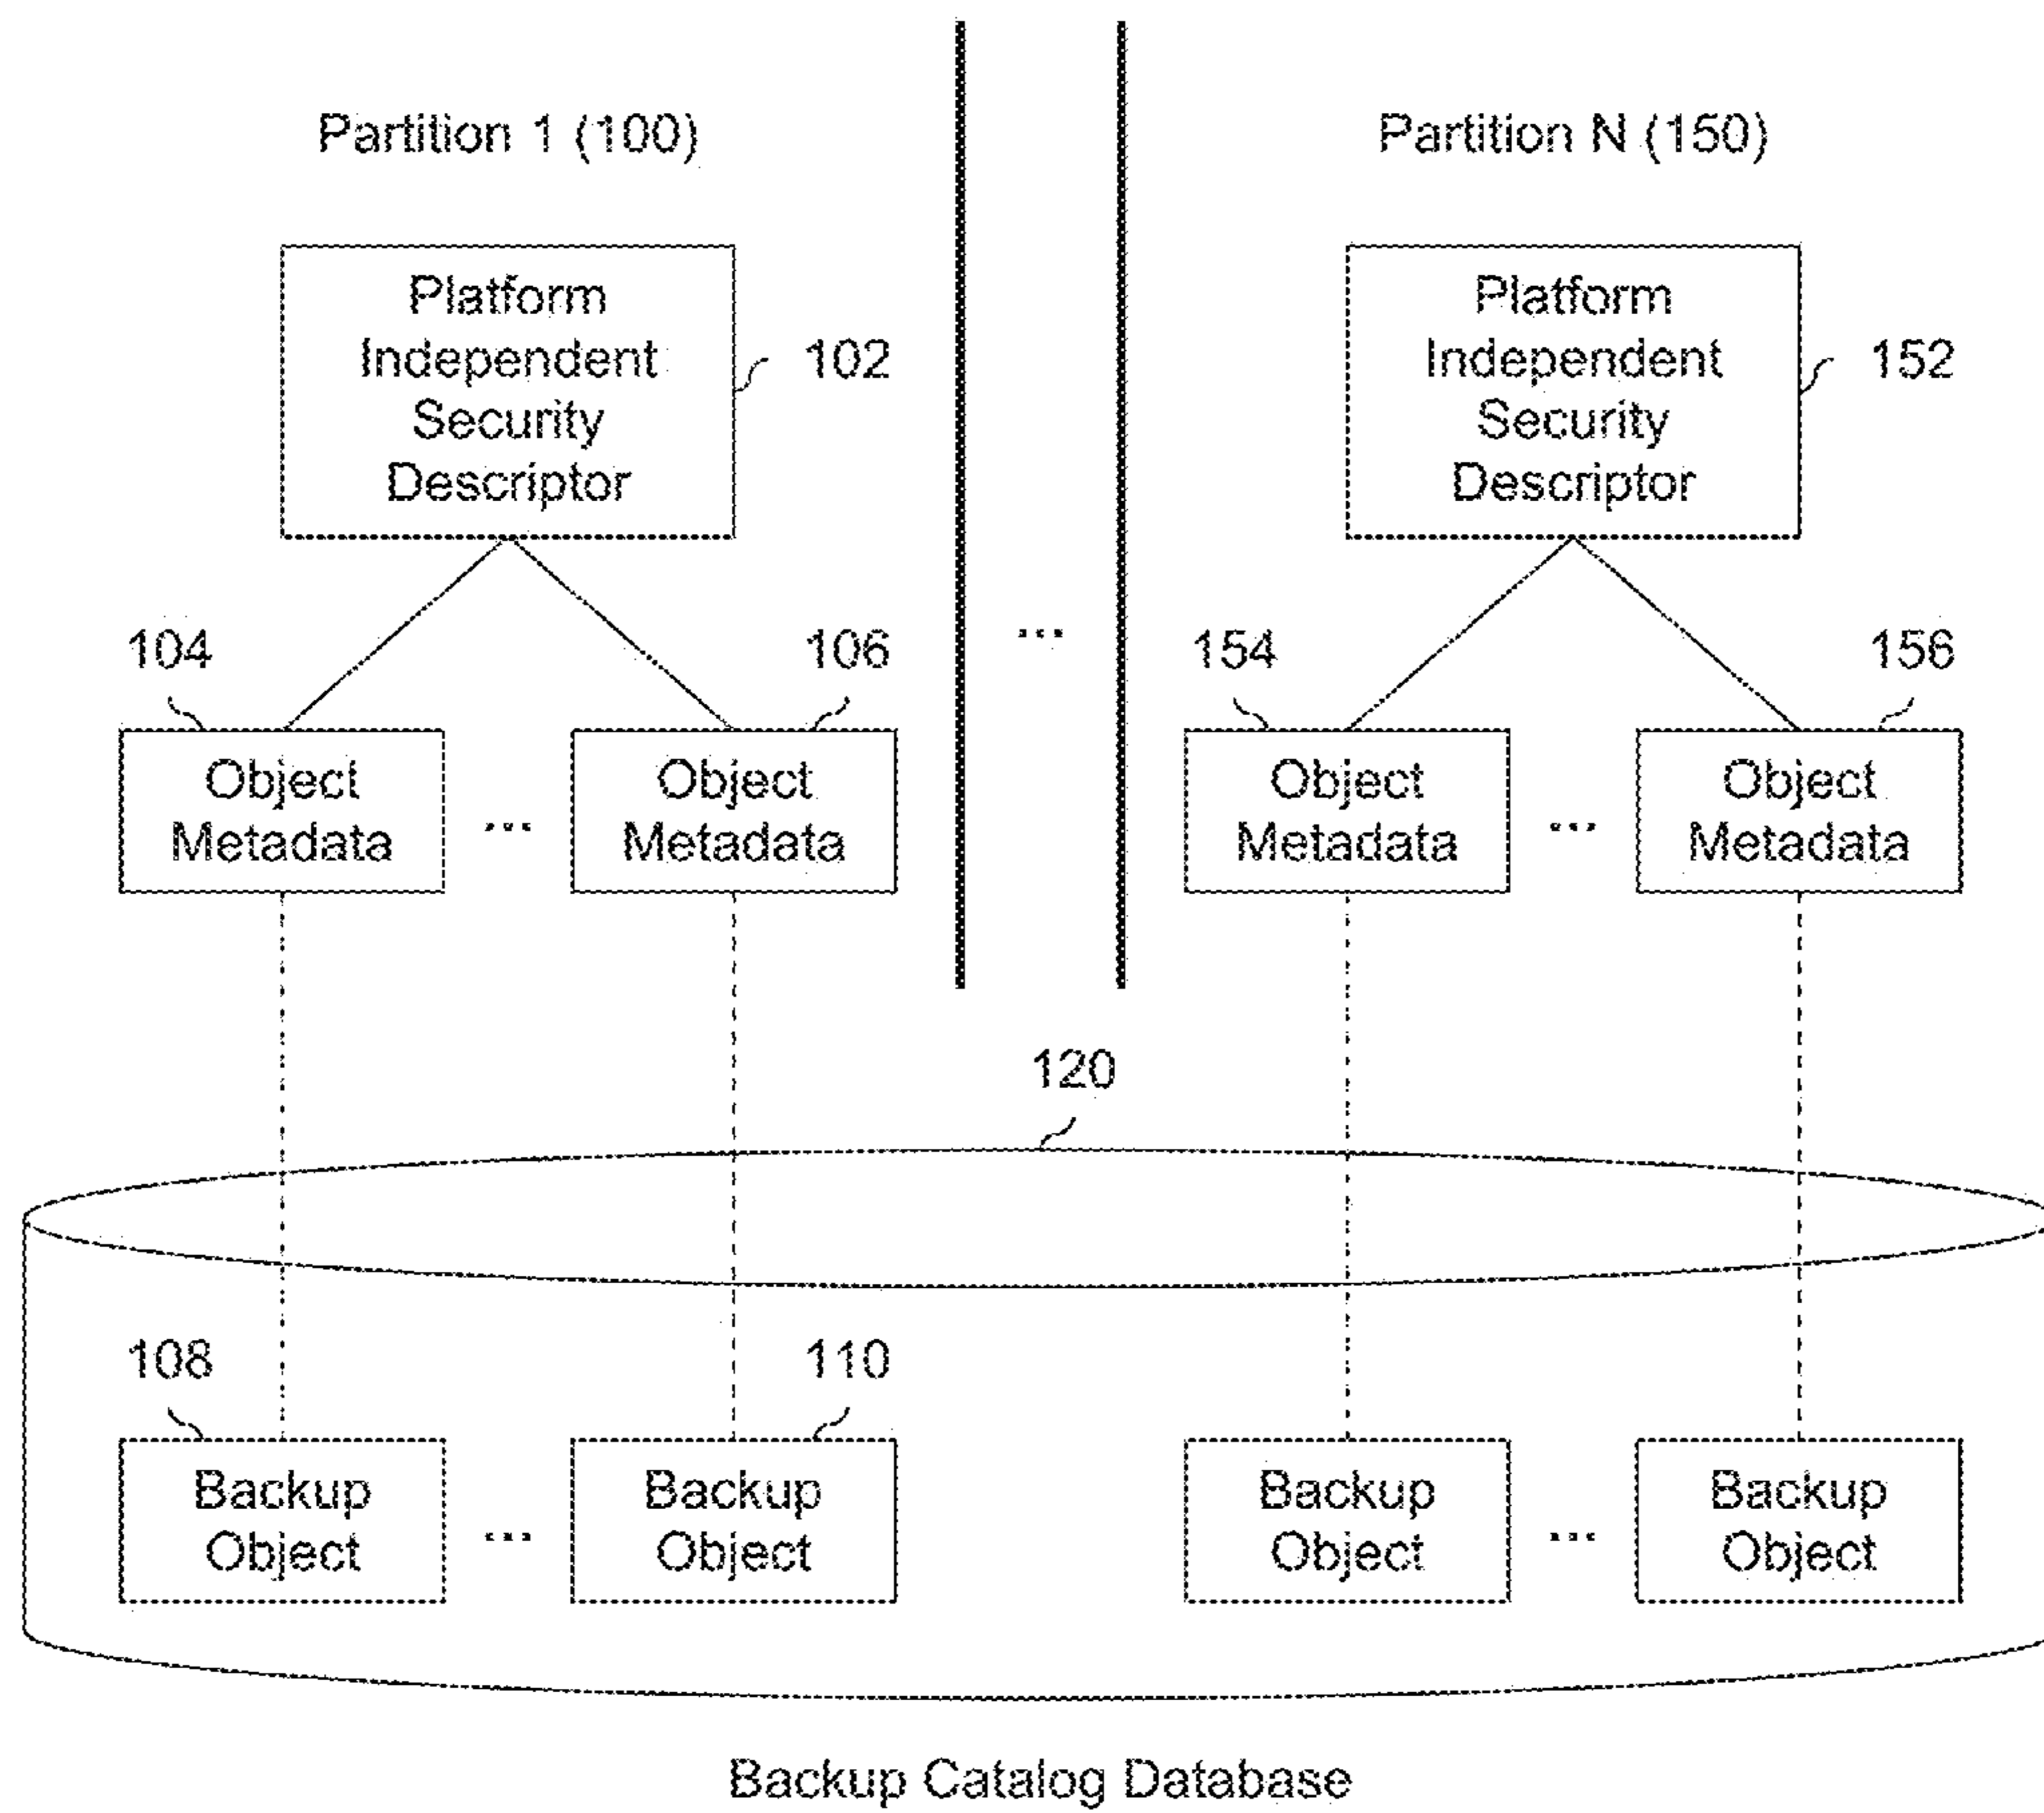 Partition 1 (100)
Partition N (150)
Platform
Independent
Security
Descriptor
102
Platform
Independent
Security
Descriptor
152
104
106
...
154
156
Object
Metadata
...
Object
Metadata
Object
Metadata
...
Object
Metadata
120
108
110
Backup
Object
...
Backup
Object
Backup
Object
...
Backup
Object
Backup Catalog Database